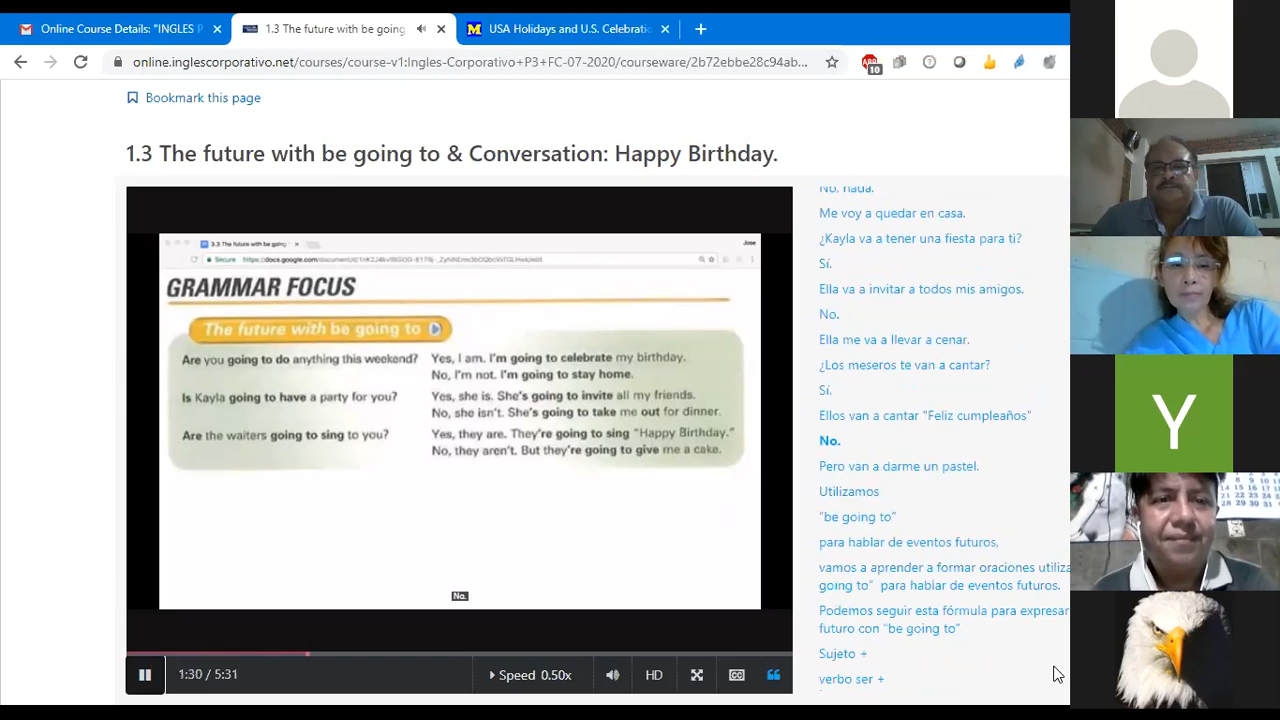 Online Course Details: "INGLES P
1.3 The future with be going
USA Holidays and U.S. Celebratio
online.inglescorporativo.net/courses/course-v1:Ingles-Corporativo+P3+FC-07-2020/courseware/2b72ebbe28c94ab...
10
Bookmark this page
1.3 The future with be going to & Conversation: Happy Birthday.
3.3 The future with be going
Jose
Secure
GRAMMAR FOCUS
The future with be going to
Are you going to do anything this weekend?
Yes, I am. I'm going to celebrate my birthday.
No, I'm not. I'm going to stay home.
Is Kayla going to have a party for you?
Yes, she is. She's going to invite all my friends.
No, she isn't. She's going to take me out for dinner.
Are the waiters going to sing to you?
Yes, they are. They're going to sing "Happy Birthday."
No, they aren't. But they're going to give me a cake.
No.
1:30 / 5:31
Speed 0.50x
HD
No, nada.
Me voy a quedar en casa.
¿Kayla va a tener una fiesta para ti?
Sí.
Ella va a invitar a todos mis amigos.
No.
Ella me va a llevar a cenar.
¿Los meseros te van a cantar?
Sí.
Ellos van a cantar "Feliz cumpleaños"
No.
Pero van a darme un pastel.
Utilizamos
"be going to"
para hablar de eventos futuros,
vamos a aprender a formar oraciones utiliza
going to" para hablar de eventos futuros.
Podemos seguir esta fórmula para expresar
futuro con "be going to"
Sujeto +
verbo ser +
Y